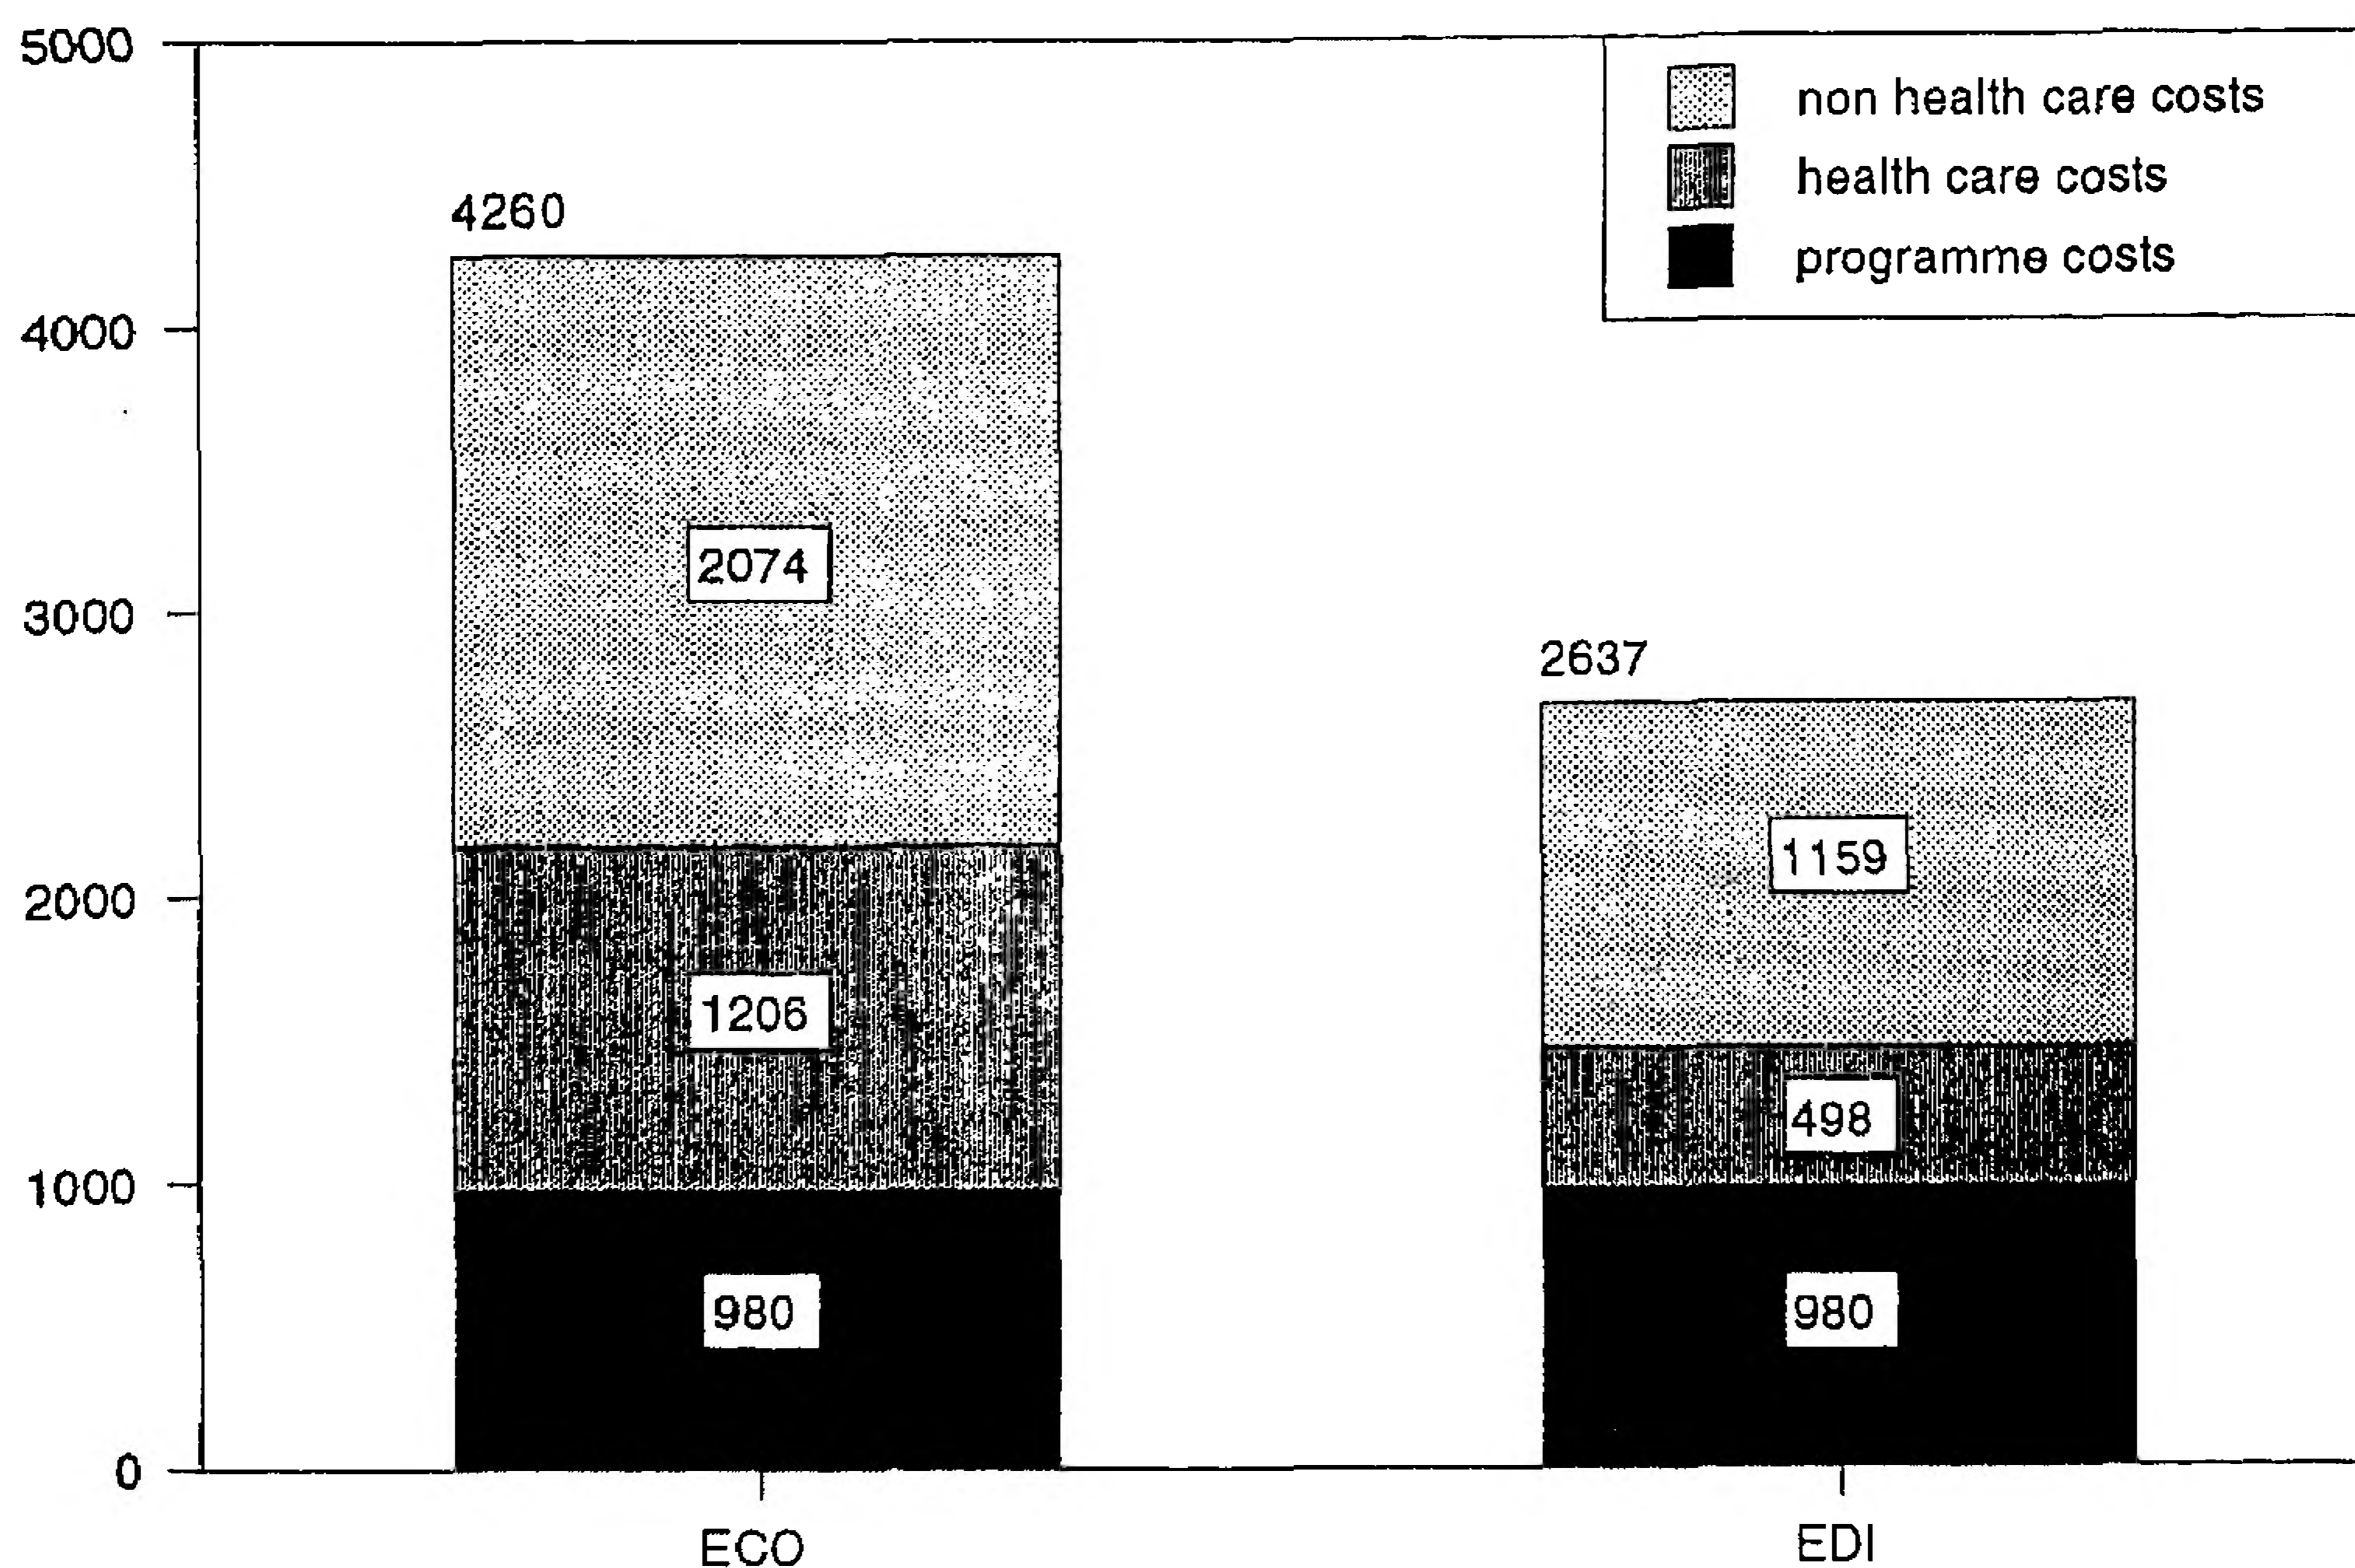 5000
4000
3000
2000
1000
0
non health care costs
health care costs
programme costs
4260
2074
1206
980
2637
1159
498
980
ECO
EDI